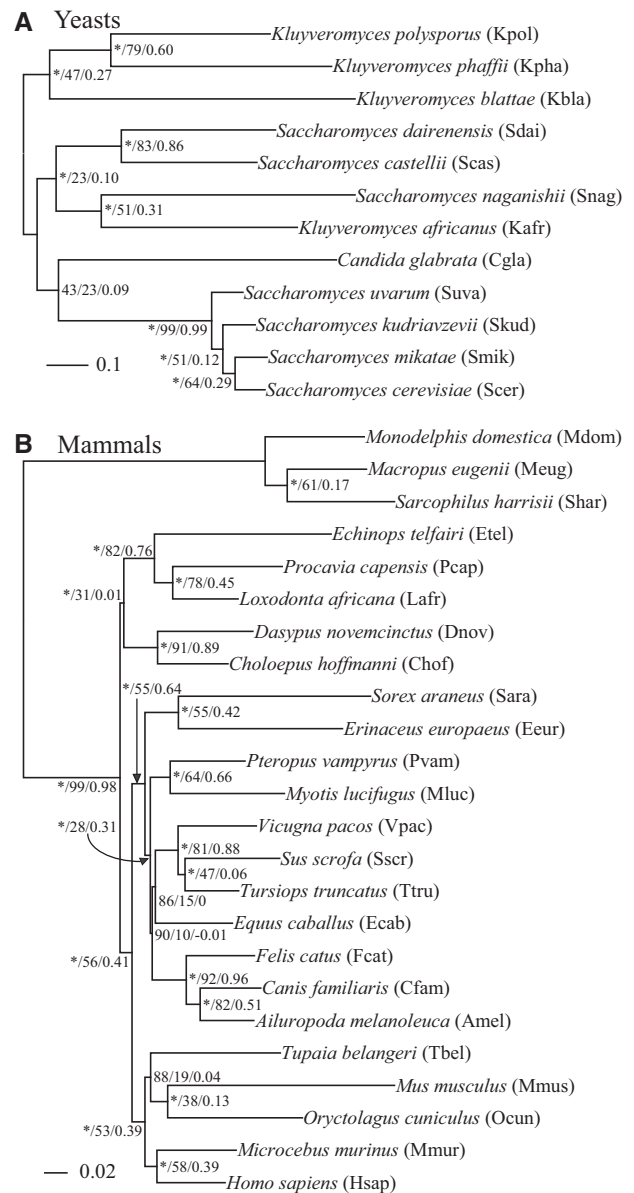 A Yeasts
Kluyveromyces polysporus (Kpol)
*/79/0.60
Kluyveromyces phaffii (Kpha)
*/47/0.27
Kluyveromyces blattae (Kbla)
Saccharomyces dairenensis (Sdai)
*/83/0.86
Saccharomyces castellii (Scas)
*/23/0.10
Saccharomyces naganishii (Snag)
*/51/0.31
Kluyveromyces africanus (Kafr)
Candida glabrata (Cgla)
43/23/0.09
Saccharomyces uvarum (Suva)
*/99/0.99
Saccharomyces kudriavzevii (Skud)
*/51/0.12
Saccharomyces mikatae (Smik)
0.1
*/64/0.29
Saccharomyces cerevisiae (Scer)
B Mammals
Monodelphis domestica (Mdom)
Macropus eugenii (Meug)
*/61/0.17
Sarcophilus harrisii (Shar)
Echinops telfairi (Etel)
*/82/0.76
Procavia capensis (Pcap)
*/78/0.45
*/31/0.01
Loxodonta africana (Lafr)
Dasypus novemcinctus (Dnov)
*/91/0.89
Choloepus hoffmanni (Chof)
*/55/0.64
Sorex araneus (Sara)
*/55/0.42
Erinaceus europaeus (Eeur)
Pteropus vampyrus (Pvam)
*/64/0.66
*/99/0.98
Myotis lucifugus (Mluc)
*/28/0.31
Vicugna pacos (Vpac)
*/81/0.88
Sus scrofa (Sscr)
*/47/0.06
Tursiops truncatus (Ttru)
86/15/0
Equus caballus (Ecab)
90/10/-0.01
Felis catus (Fcat)
*/56/0.41
*/92/0.96
Canis familiaris (Cfam)
*/82/0.51
Ailuropoda melanoleuca (Amel)
Tupaia belangeri (Tbel)
88/19/0.04
Mus musculus (Mmus)
*/38/0.13
Oryctolagus cuniculus (Ocun)
*/53/0.39
Microcebus murinus (Mmur)
*/58/0.39
0.02
Homo sapiens (Hsap)